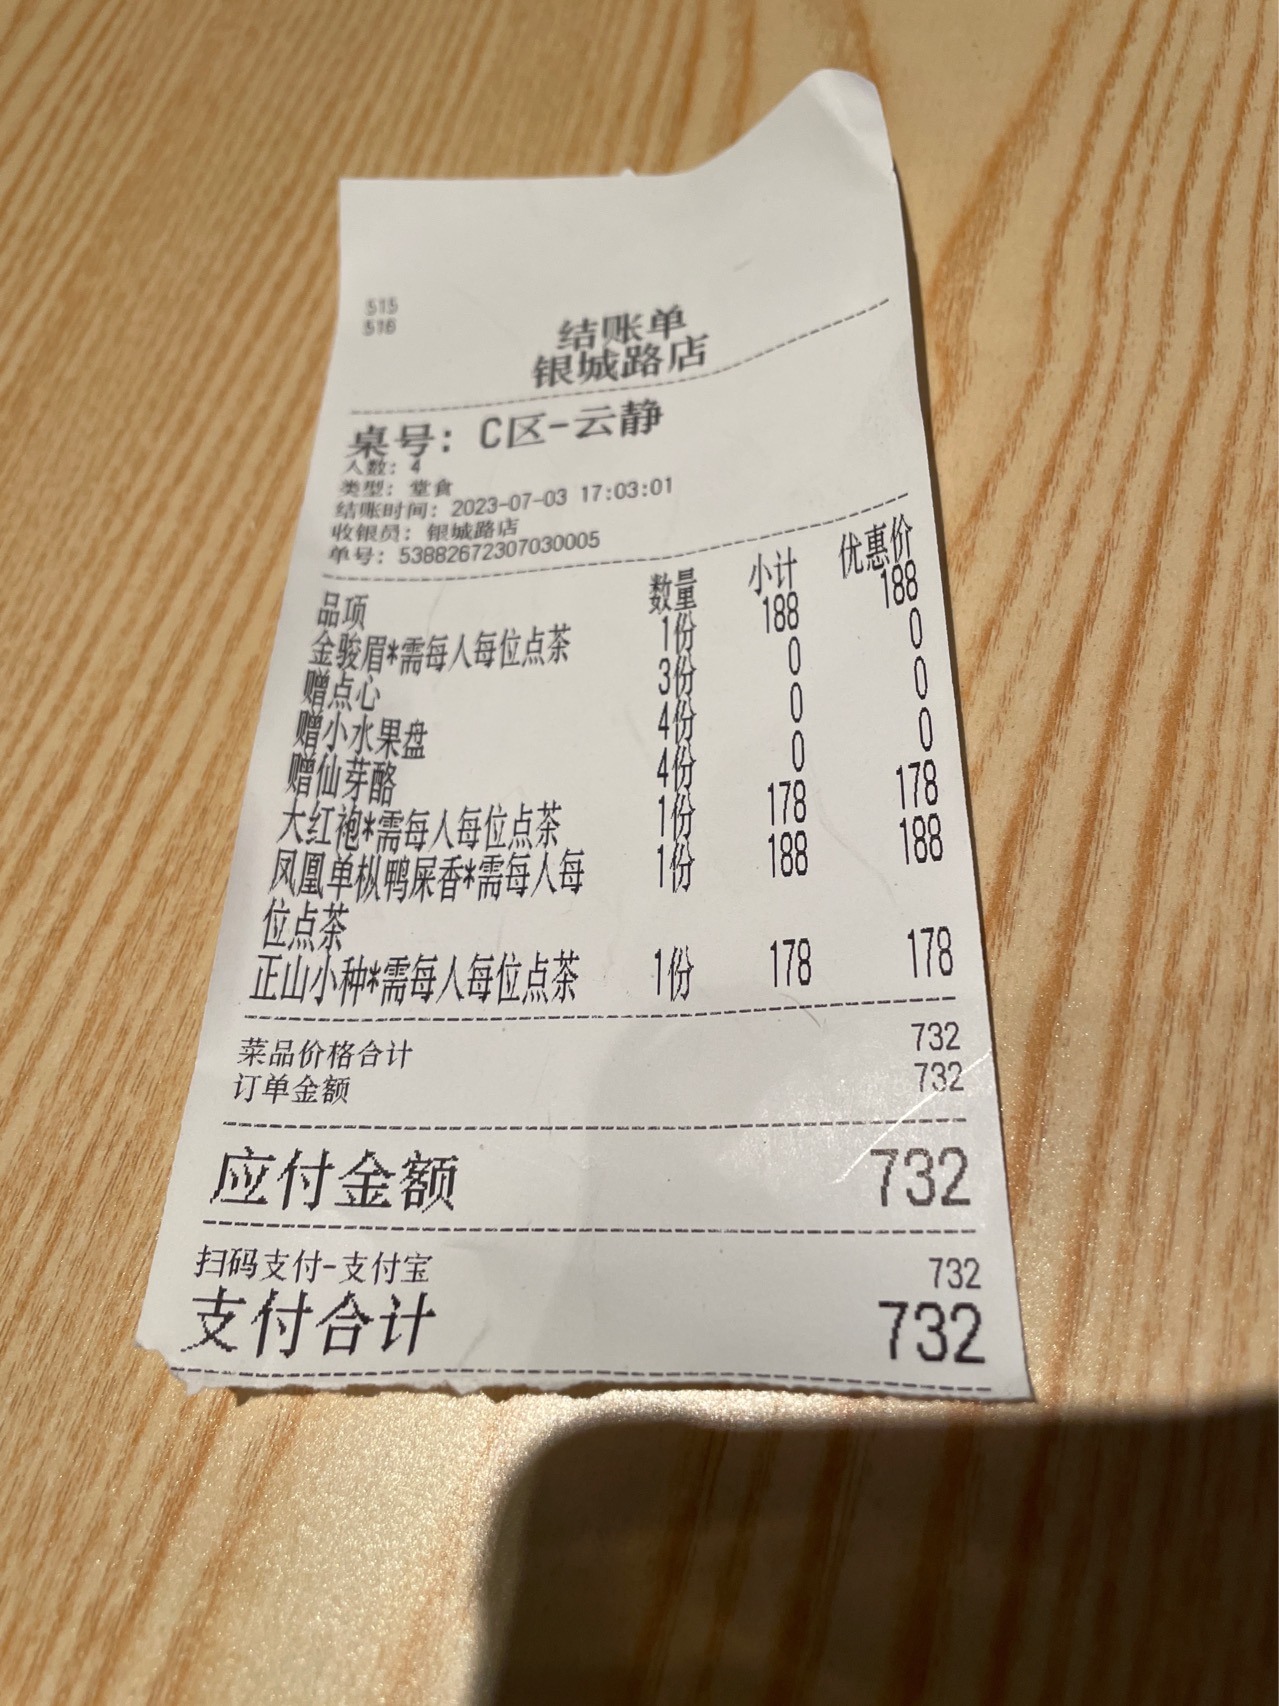 515
516
结账单
银城路店
桌号: C区-云静
人数: 4
类型: 堂食
结账时间: 2023-07-03 17:03:01
收银员: 银城路店
单号: 53882672307030005
品项 数量 小计 优惠价
金骏眉*需每人每位点茶 1份 188 188
赠点心 3份 0 0
赠小水果盘 4份 0 0
赠仙芽酪 4份 0 0
大红袍*需每人每位点茶 1份 178 178
凤凰单枞鸭屎香*需每人每 1份 188 188
位点茶
正山小种*需每人每位点茶 1份 178 178
菜品价格合计 732
订单金额 732
应付金额 732
扫码支付-支付宝 732
支付合计 732